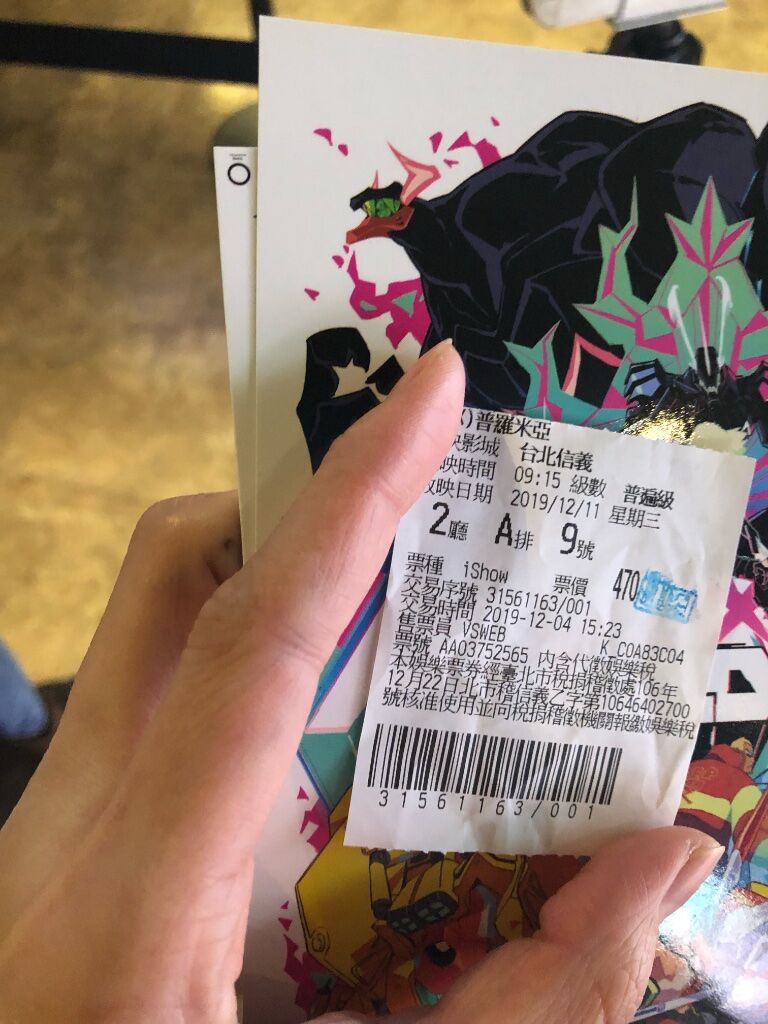 普羅米亞
影城 台北信義
映時間 09:15 級數 普遍級
映日期 2019/12/11 星期三
2廳 A排 9號
票種 iShow 票價 470
交易序號 31561163/001
交易時間 2019-12-04 15:23
售票員 VSWEB K_COA83C04
票號 AA03752565 內含代徵娛樂稅
本娛樂票券經臺北市稅捐稽徵處106年
12月22日北市稽信義乙字第10646402700
號核准使用並向稅捐稽徵機關報繳娛樂稅
31561163/001